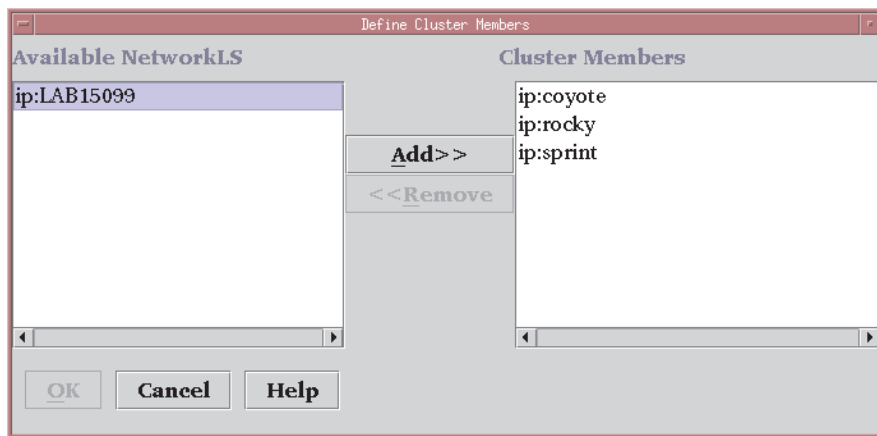 Define Cluster Members
Available NetworkLS
Cluster Members
ip:LAB15099
ip:coyote
ip:rocky
ip:sprint
Add>>
<<Remove
OK
Cancel
Help